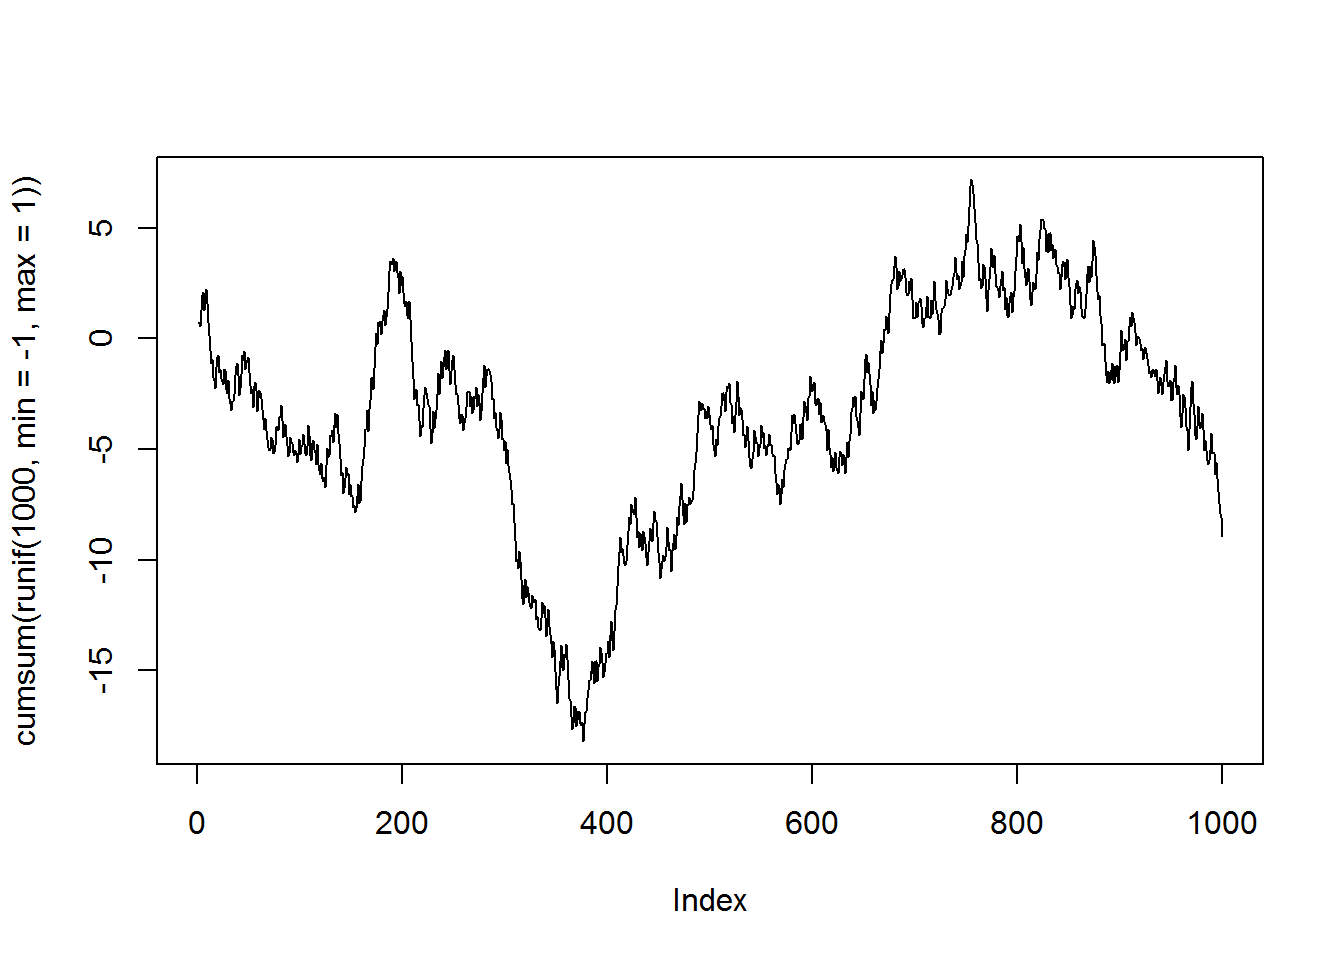 cumsum(runif(1000, min = -1, max = 1))
5
0
-5
-10
-15
0 200 400 600 800 1000
Index